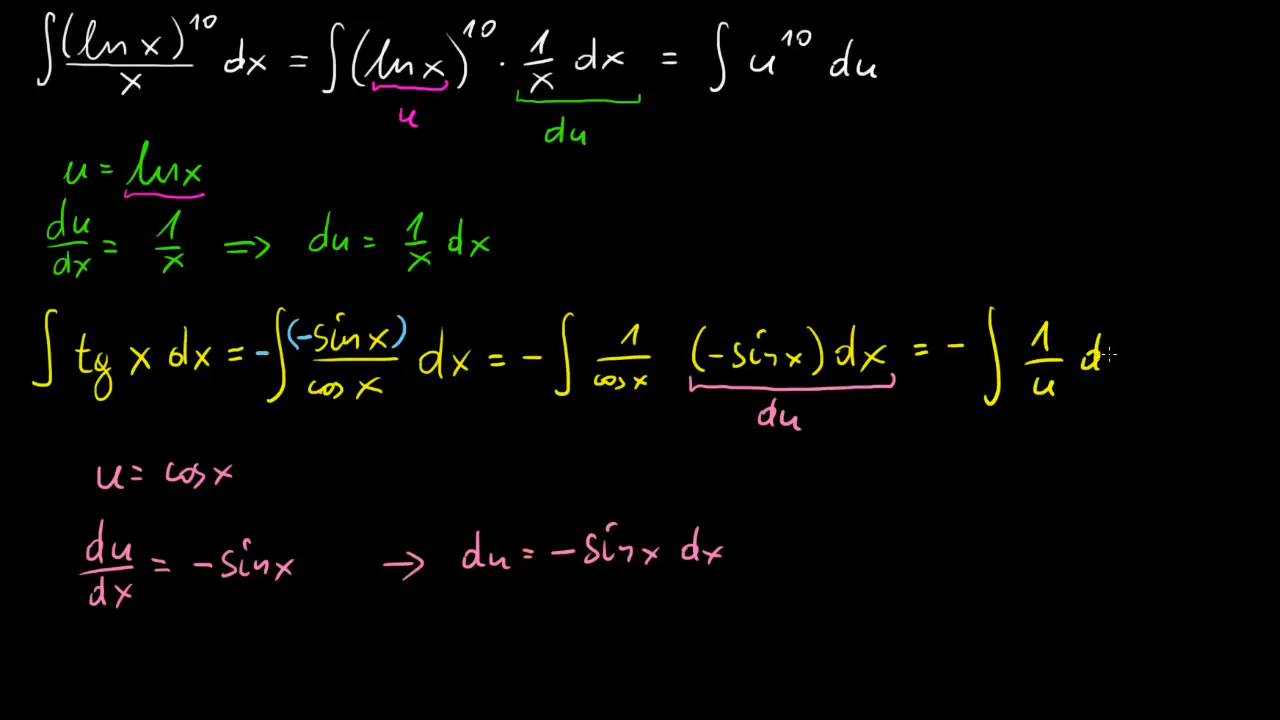 ∫ (ln x)^10 / x dx = ∫ (ln x)^10 · 1/x dx = ∫ u^10 du
u du
u = ln x
du/dx = 1/x ⇒ du = 1/x dx
∫ tg x dx = -∫ (-sin x)/cos x dx = - ∫ 1/cos x (-sin x) dx = - ∫ 1/u d
du
u = cos x
du/dx = - sin x → du = - sin x dx